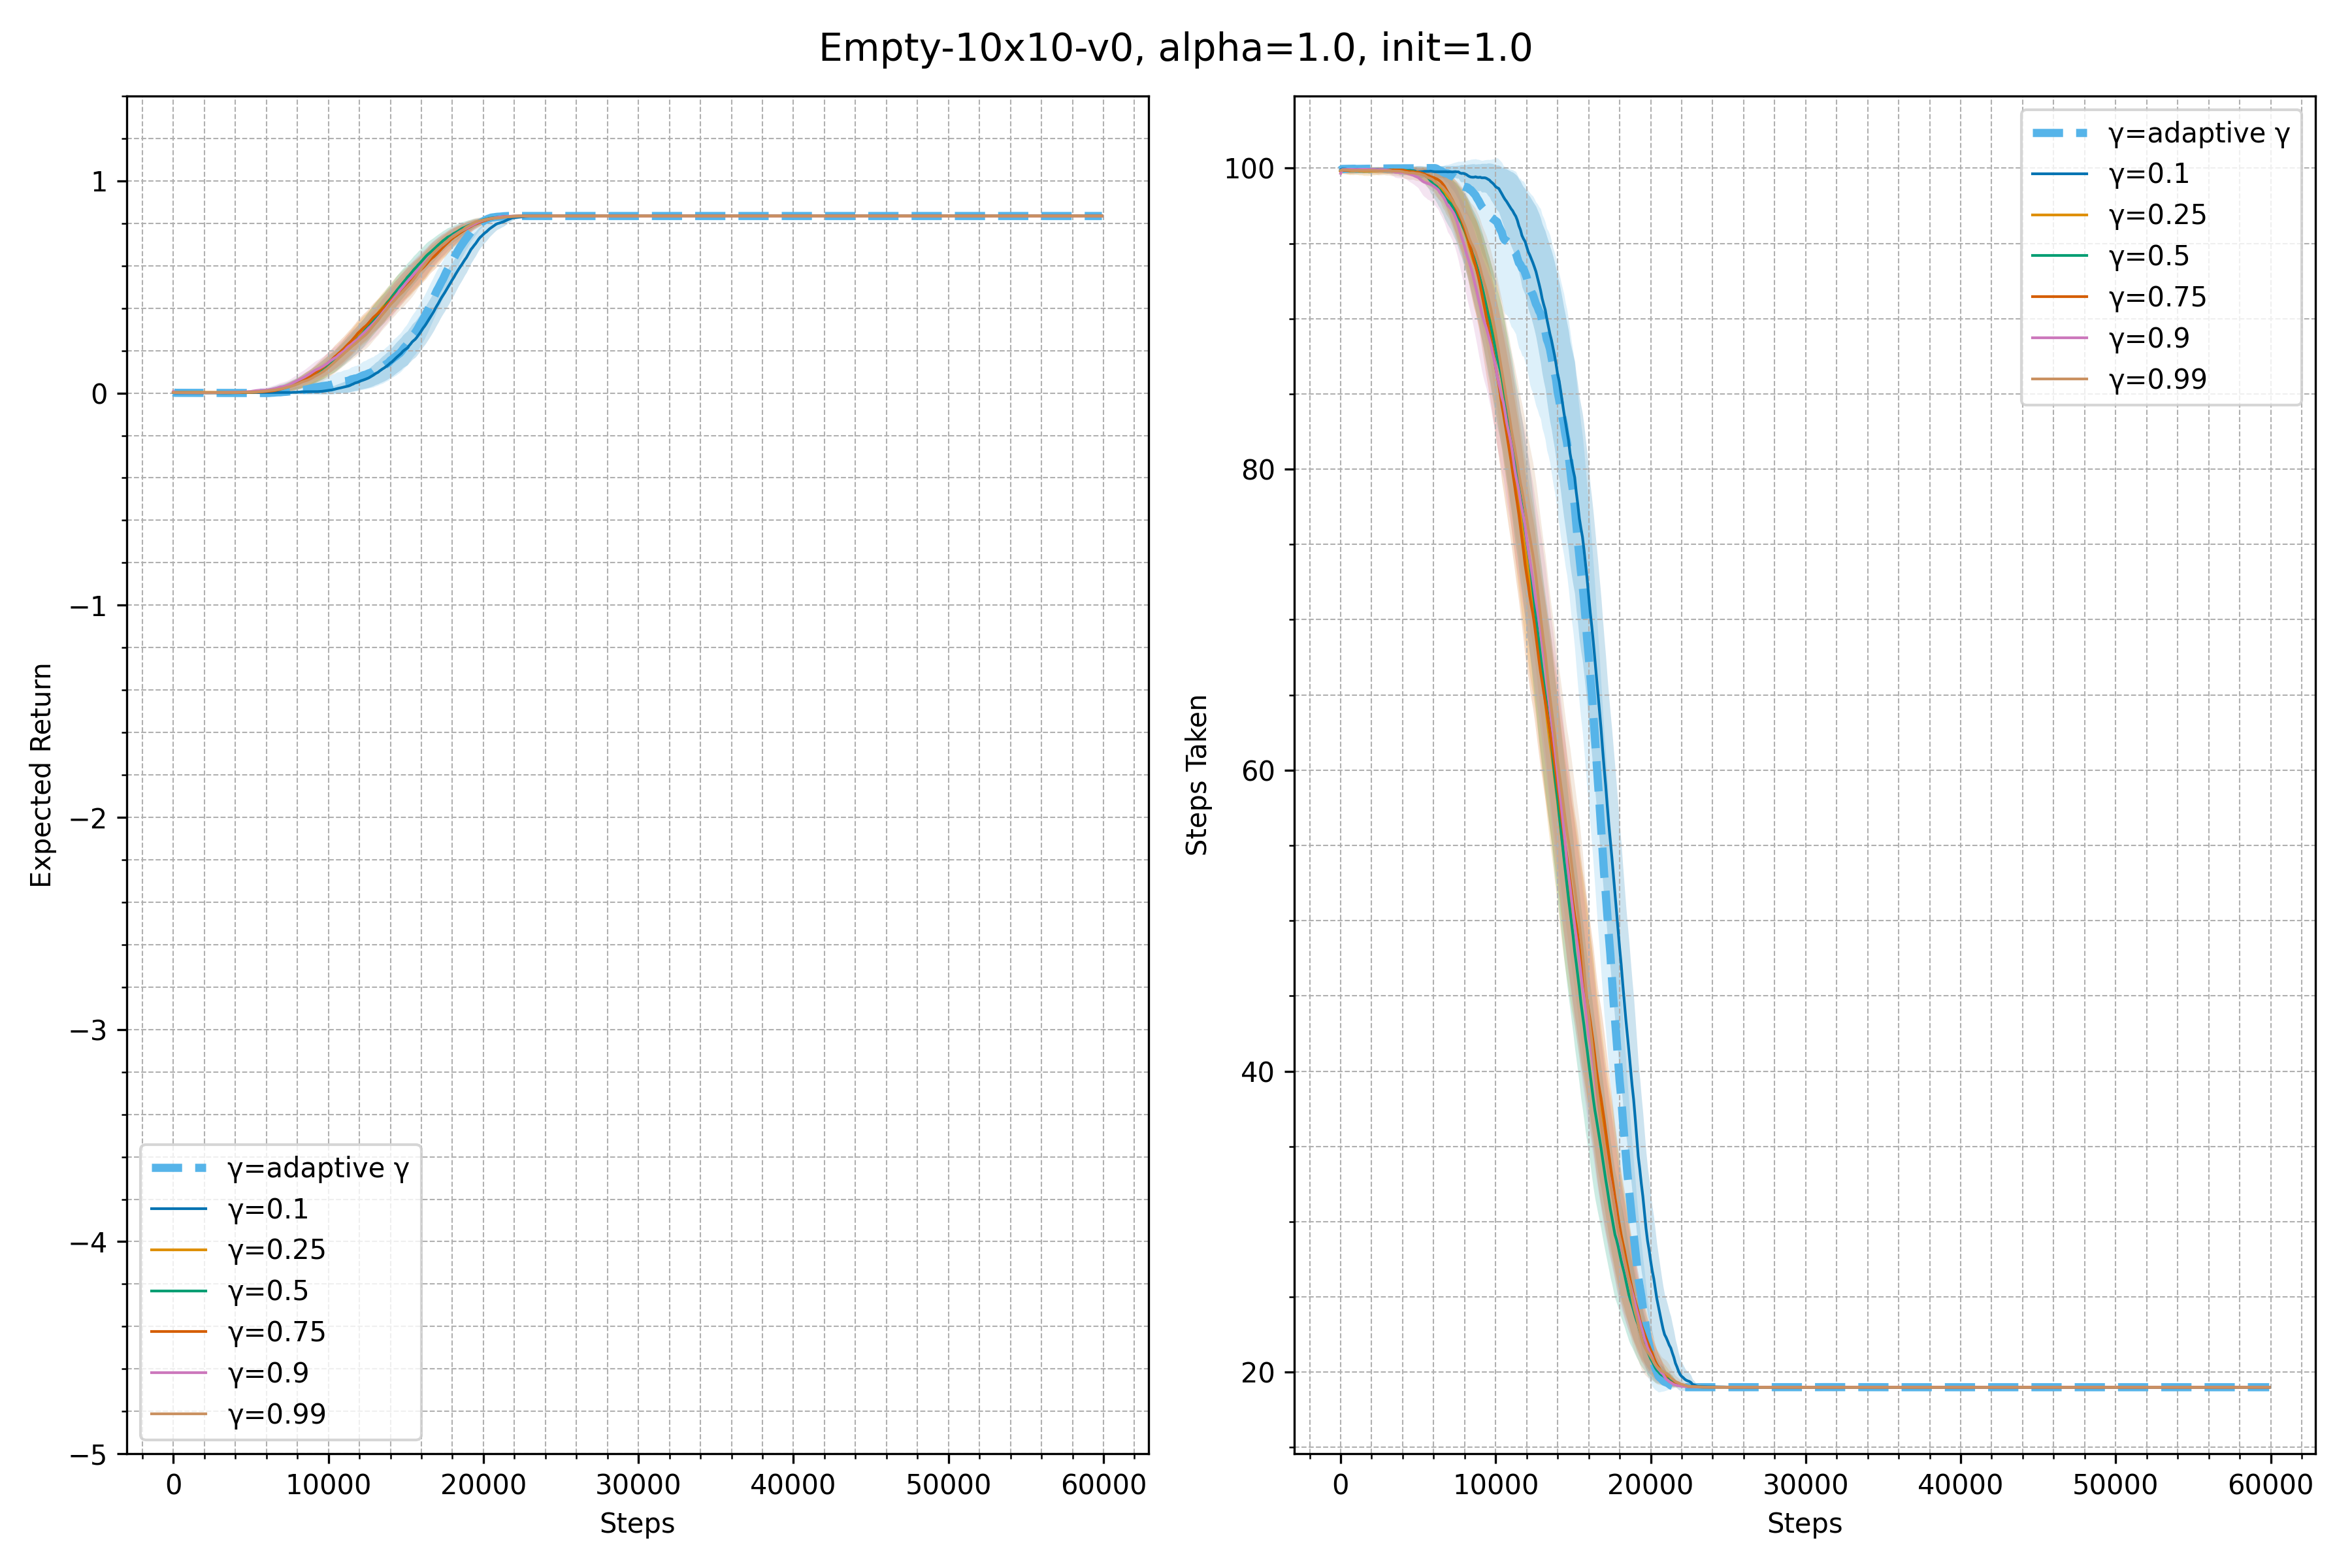 Empty-10x10-v0, alpha=1.0, init=1.0
Expected Return
1
0
−1
−2
−3
−4
−5
γ=adaptive γ
γ=0.1
γ=0.25
γ=0.5
γ=0.75
γ=0.9
γ=0.99
0 10000 20000 30000 40000 50000 60000
Steps
Steps Taken
100
80
60
40
20
γ=adaptive γ
γ=0.1
γ=0.25
γ=0.5
γ=0.75
γ=0.9
γ=0.99
0 10000 20000 30000 40000 50000 60000
Steps